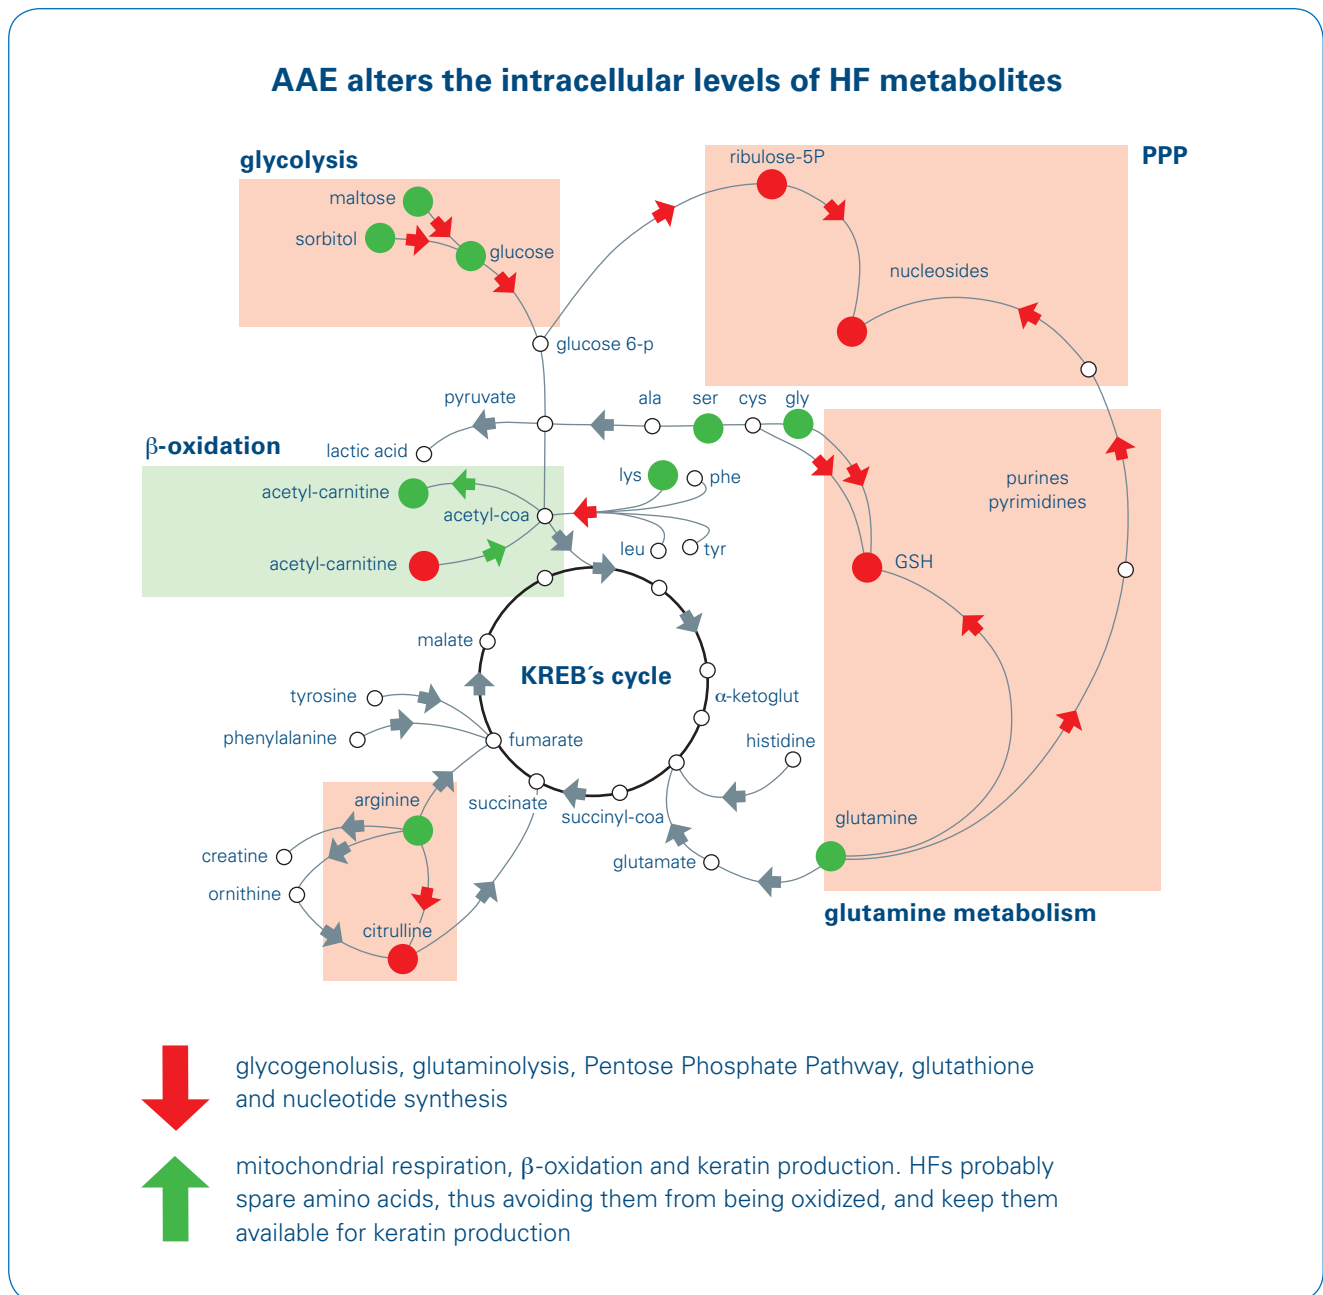 AAE alters the intracellular levels of HF metabolites
glycolysis
PPP
ribulose-5P
maltose
sorbitol
glucose
nucleosides
glucose 6-p
pyruvate
ala
ser
cys
gly
lactic acid
β-oxidation
acetyl-carnitine
acetyl-coa
lys
phe
purines
pyrimidines
leu
tyr
acetyl-carnitine
GSH
malate
KREB´s cycle
tyrosine
α-ketoglut
phenylalanine
fumarate
histidine
arginine
succinate
succinyl-coa
glutamine
creatine
glutamate
ornithine
citrulline
glutamine metabolism
glycogenolusis, glutaminolysis, Pentose Phosphate Pathway, glutathione
and nucleotide synthesis
mitochondrial respiration, β-oxidation and keratin production. HFs probably
spare amino acids, thus avoiding them from being oxidized, and keep them
available for keratin production